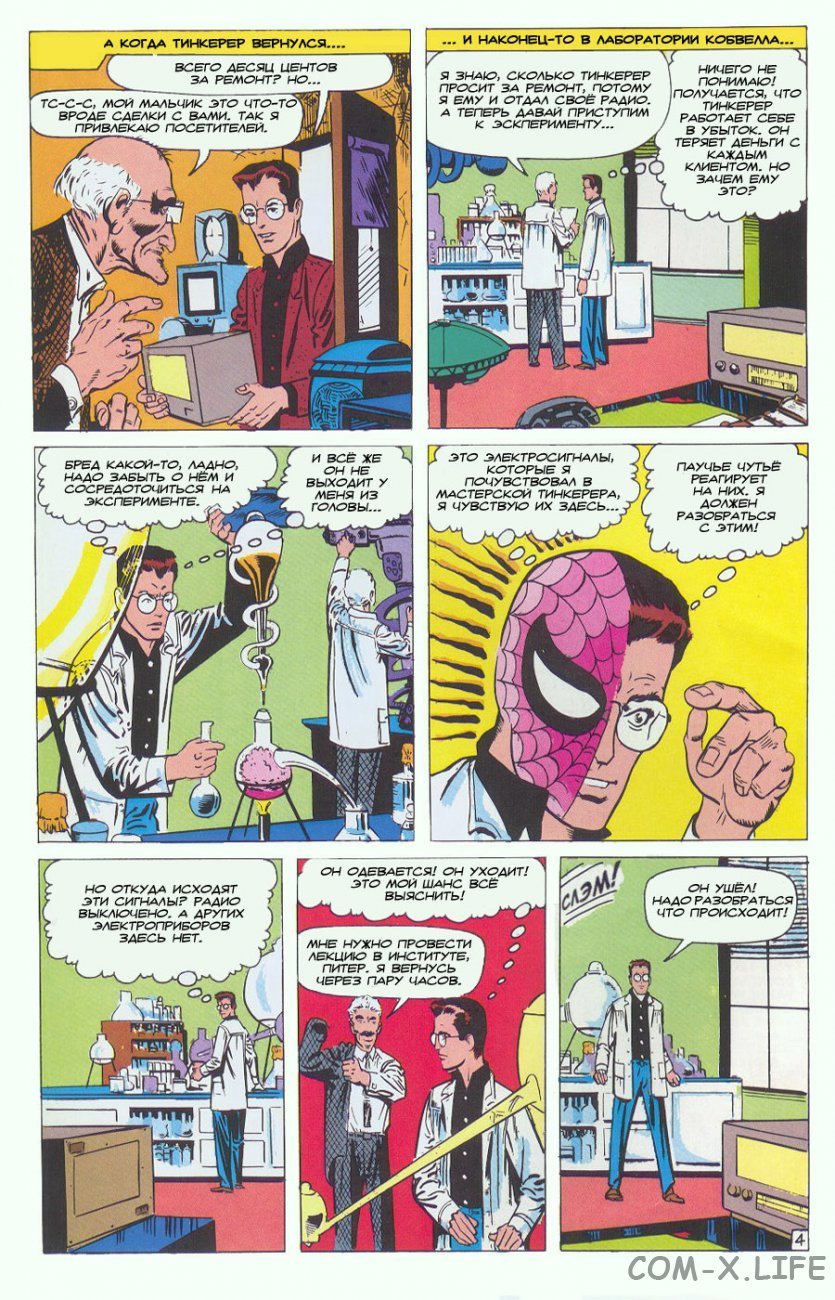 А КОГДА ТИНКЕРЕР ВЕРНУЛСЯ....
ВСЕГО ДЕСЯЦ ЦЕНТОВ
ЗА РЕМОНТ? НО...
ТС-С-С, МОЙ МАЛЬЧИК ЭТО ЧТО-ТО
ВРОДЕ СДЕЛКИ С ВАМИ. ТАК Я
ПРИВЛЕКАЮ ПОСЕТИТЕЛЕЙ.
... И НАКОНЕЦ-ТО В ЛАБОРАТОРИИ КОБВЕЛЛА...
Я ЗНАЮ, СКОЛЬКО ТИНКЕРЕР
ПРОСИТ ЗА РЕМОНТ, ПОТОМУ
Я ЕМУ И ОТДАЛ СВОЁ РАДИО.
А ТЕПЕРЬ ДАВАЙ ПРИСТУПИМ
К ЭСКПЕРИМЕНТУ...
НИЧЕГО НЕ
ПОНИМАЮ!
ПОЛУЧАЕТСЯ, ЧТО
ТИНКЕРЕР
РАБОТАЕТ СЕБЕ
В УБЫТОК. ОН
ТЕРЯЕТ ДЕНЬГИ С
КАЖДЫМ
КЛИЕНТОМ. НО
ЗАЧЕМ ЕМУ
ЭТО?
БРЕД КАКОЙ-ТО, ЛАДНО,
НАДО ЗАБЫТЬ О НЁМ И
СОСРЕДОТОЧИТЬСЯ НА
ЭКСПЕРИМЕНТЕ.
И ВСЁ ЖЕ
ОН НЕ
ВЫХОДИТ У
МЕНЯ ИЗ
ГОЛОВЫ...
ЭТО ЭЛЕКТРОСИГНАЛЫ,
КОТОРЫЕ Я
ПОЧУВСТВОВАЛ В
МАСТЕРСКОЙ ТИНКЕРЕРА,
Я ЧУВСТВУЮ ИХ ЗДЕСЬ...
ПАУЧЬЕ ЧУТЬЁ
РЕАГИРУЕТ
НА НИХ. Я
ДОЛЖЕН
РАЗОБРАТЬСЯ
С ЭТИМ!
НО ОТКУДА ИСХОДЯТ
ЭТИ СИГНАЛЫ? РАДИО
ВЫКЛЮЧЕНО. А ДРУГИХ
ЭЛЕКТРОПРИБОРОВ
ЗДЕСЬ НЕТ.
ОН ОДЕВАЕТСЯ! ОН УХОДИТ!
ЭТО МОЙ ШАНС ВСЁ
ВЫЯСНИТЬ!
МНЕ НУЖНО ПРОВЕСТИ
ЛЕКЦИЮ В ИНСТИТУТЕ,
ПИТЕР. Я ВЕРНУСЬ
ЧЕРЕЗ ПАРУ ЧАСОВ.
СЛЭМ!
ОН УШЁЛ!
НАДО РАЗОБРАТЬСЯ
ЧТО ПРОИСХОДИТ!
4
COM-X.LIFE